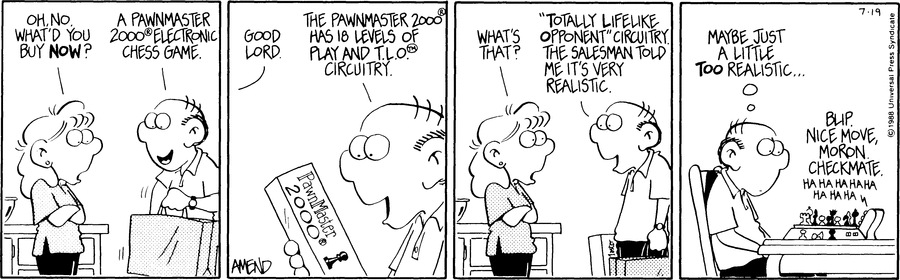 OH, NO.
WHAT'D YOU
BUY NOW?
A PAWNMASTER
2000® ELECTRONIC
CHESS GAME.
GOOD
LORD.
THE PAWNMASTER 2000®
HAS 18 LEVELS OF
PLAY AND T.L.O.™
CIRCUITRY.
PAWNMASTER
2000®
AMEND
WHAT'S
THAT?
"TOTALLY LIFELIKE
OPPONENT" CIRCUITRY.
THE SALESMAN TOLD
ME IT'S VERY
REALISTIC.
7-19
MAYBE JUST
A LITTLE
TOO REALISTIC...
BLIP.
NICE MOVE,
MORON.
CHECKMATE.
HA HA HA HA HA HA
HA HA HA HA
©1988 Universal Press Syndicate